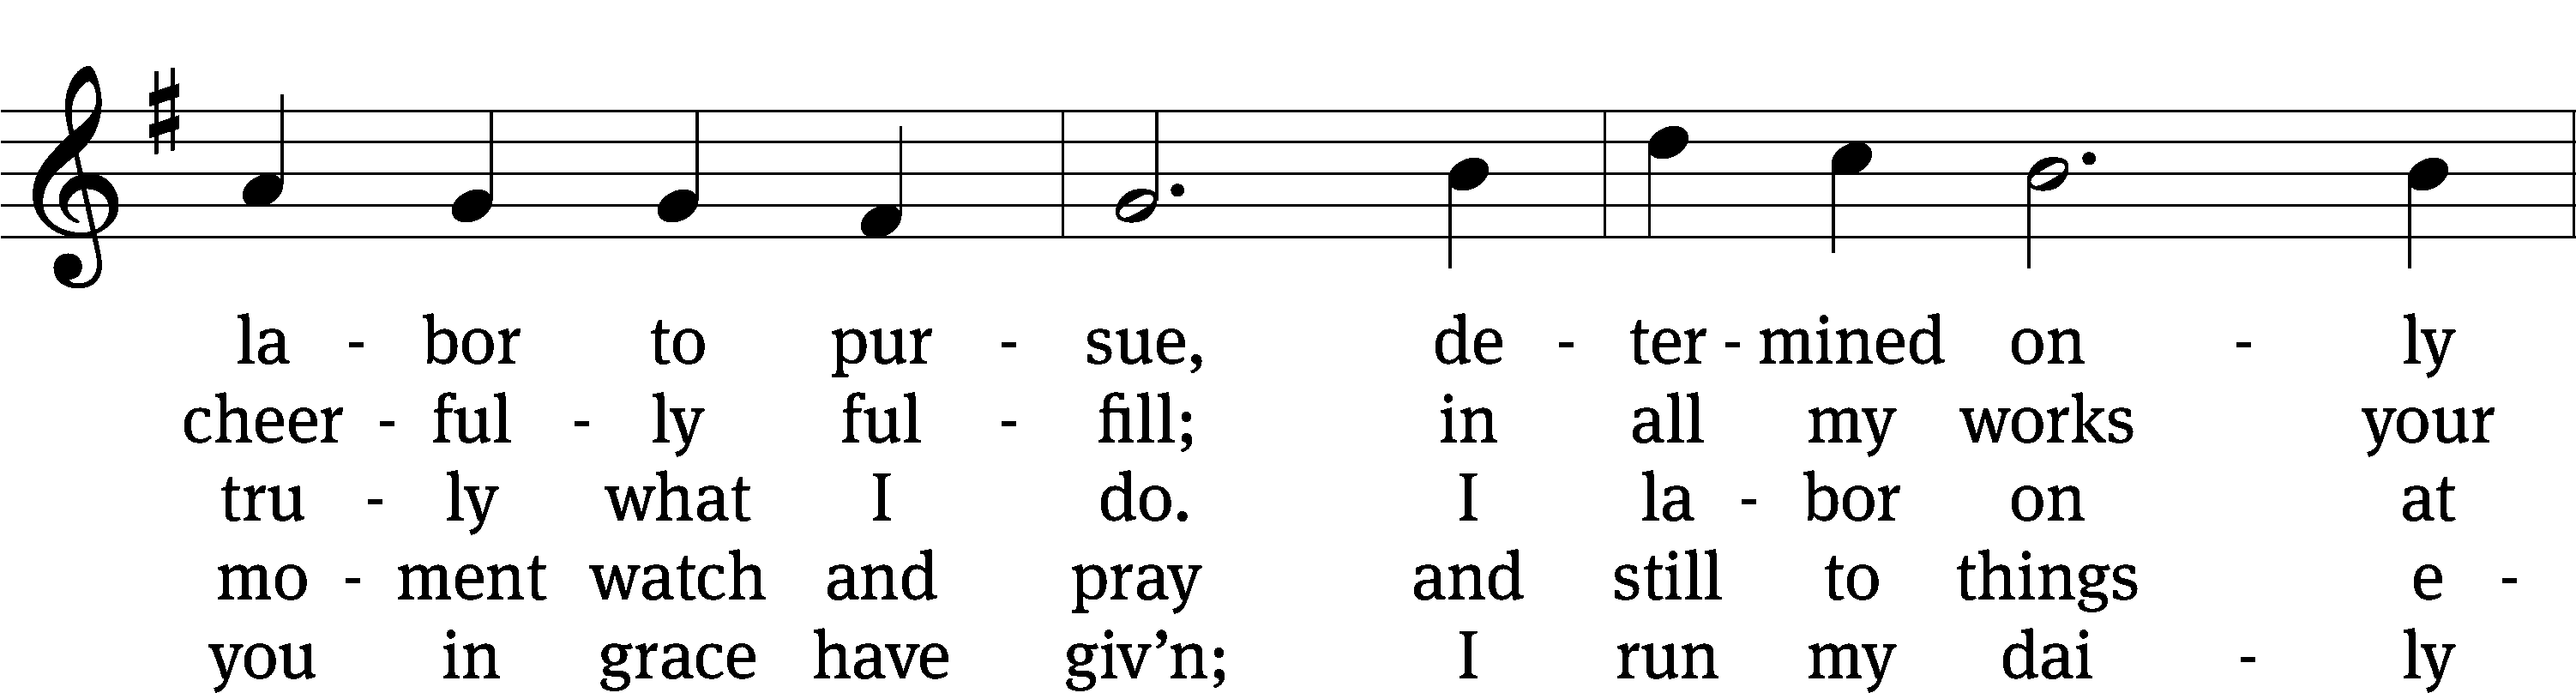 la - bor to pur - sue, de - ter - mined on - ly
cheer - ful - ly ful - fill; in all my works your
tru - ly what I do. I la - bor on at
mo - ment watch and pray and still to things e -
you in grace have giv’n; I run my dai - ly